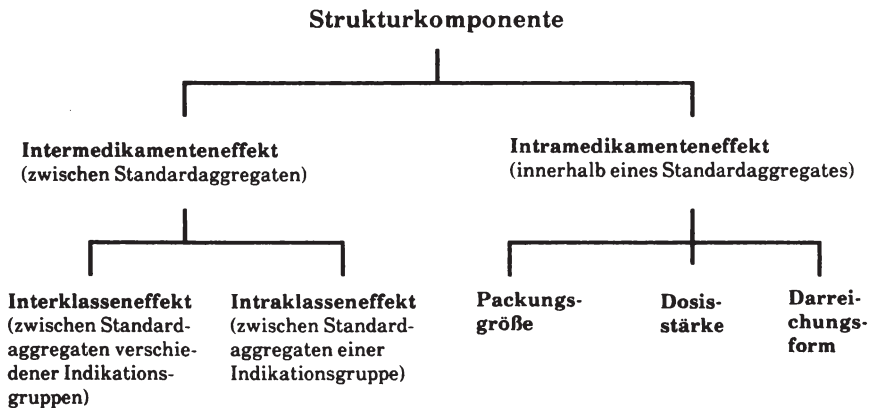 Strukturkomponente
Intermedikamenteneffekt
(zwischen Standardaggregaten)
Intramedikamenteneffekt
(innerhalb eines Standardaggregates)
Interklasseneffekt
(zwischen Standard-
aggregaten verschie-
dener Indikations-
gruppen)
Intraklasseneffekt
(zwischen Standard-
aggregaten einer
Indikationsgruppe)
Packungs-
größe
Dosis-
stärke
Darrei-
chungs-
form